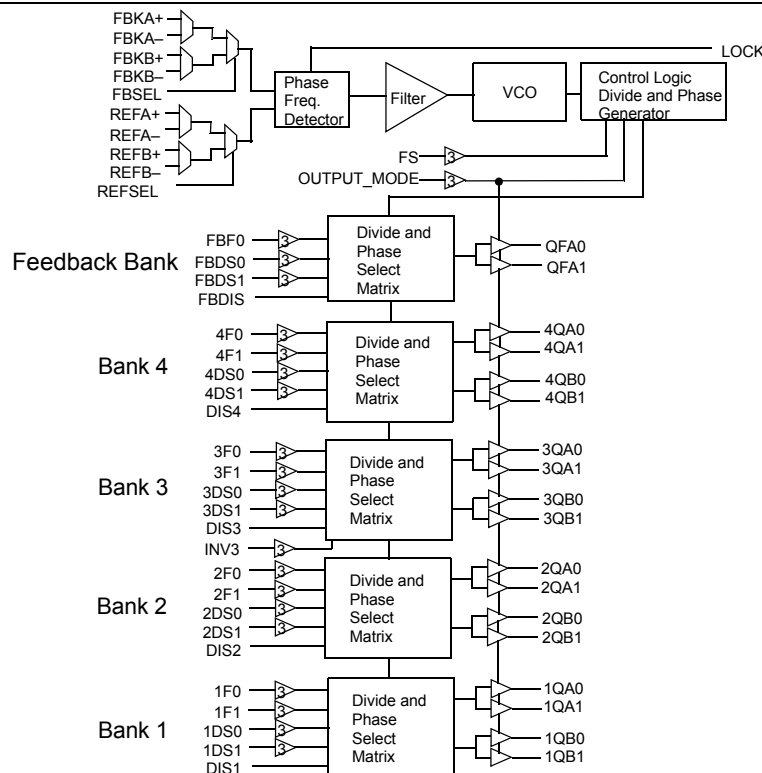 FBKA+
FBKA–
FBKB+
FBKB–
FBSEL
REFA+
REFA–
REFB+
REFB–
REFSEL
LOCK
Phase
Freq.
Detector
Filter
VCO
Control Logic
Divide and Phase
Generator
FS
3
OUTPUT_MODE
3
Feedback Bank
FBF0
3
FBDS0
3
FBDS1
3
FBDIS
Divide and
Phase
Select
Matrix
QFA0
QFA1
Bank 4
4F0
3
4F1
3
4DS0
3
4DS1
3
DIS4
Divide and
Phase
Select
Matrix
4QA0
4QA1
4QB0
4QB1
Bank 3
3F0
3
3F1
3
3DS0
3
3DS1
3
DIS3
INV3
3
Divide and
Phase
Select
Matrix
3QA0
3QA1
3QB0
3QB1
Bank 2
2F0
3
2F1
3
2DS0
3
2DS1
3
DIS2
Divide and
Phase
Select
Matrix
2QA0
2QA1
2QB0
2QB1
Bank 1
1F0
3
1F1
3
1DS0
3
1DS1
3
DIS1
Divide and
Phase
Select
Matrix
1QA0
1QA1
1QB0
1QB1